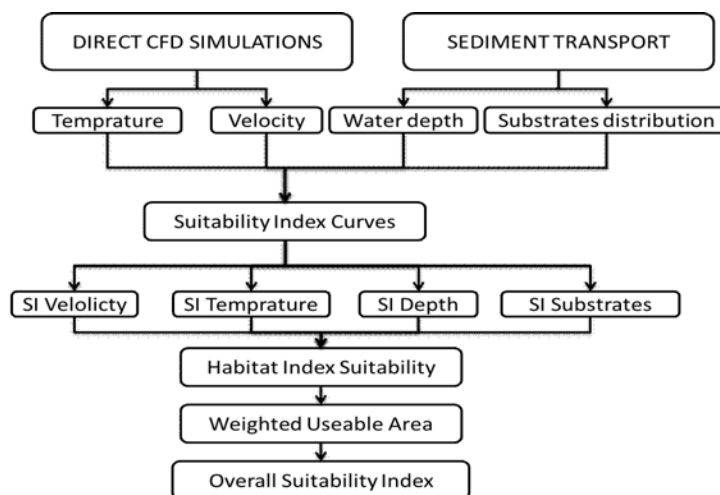 DIRECT CFD SIMULATIONS
SEDIMENT TRANSPORT
Temprature
Velocity
Water depth
Substrates distribution
Suitability Index Curves
SI Velolicty
SI Temprature
SI Depth
SI Substrates
Habitat Index Suitability
Weighted Useable Area
Overall Suitability Index